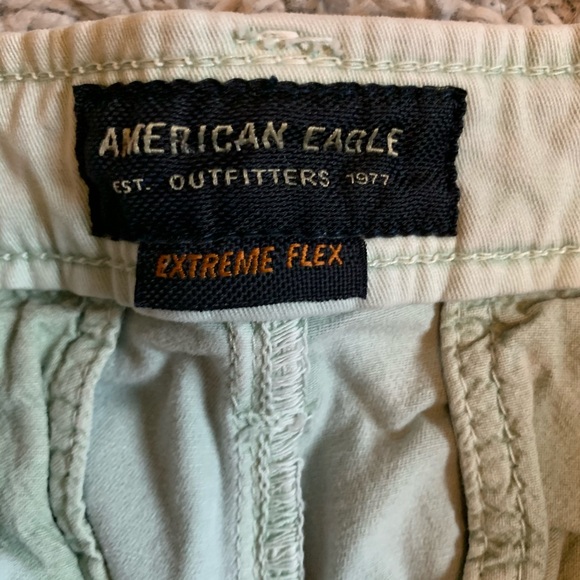 AMERICAN EAGLE
EST. OUTFITTERS 1977
EXTREME FLEX